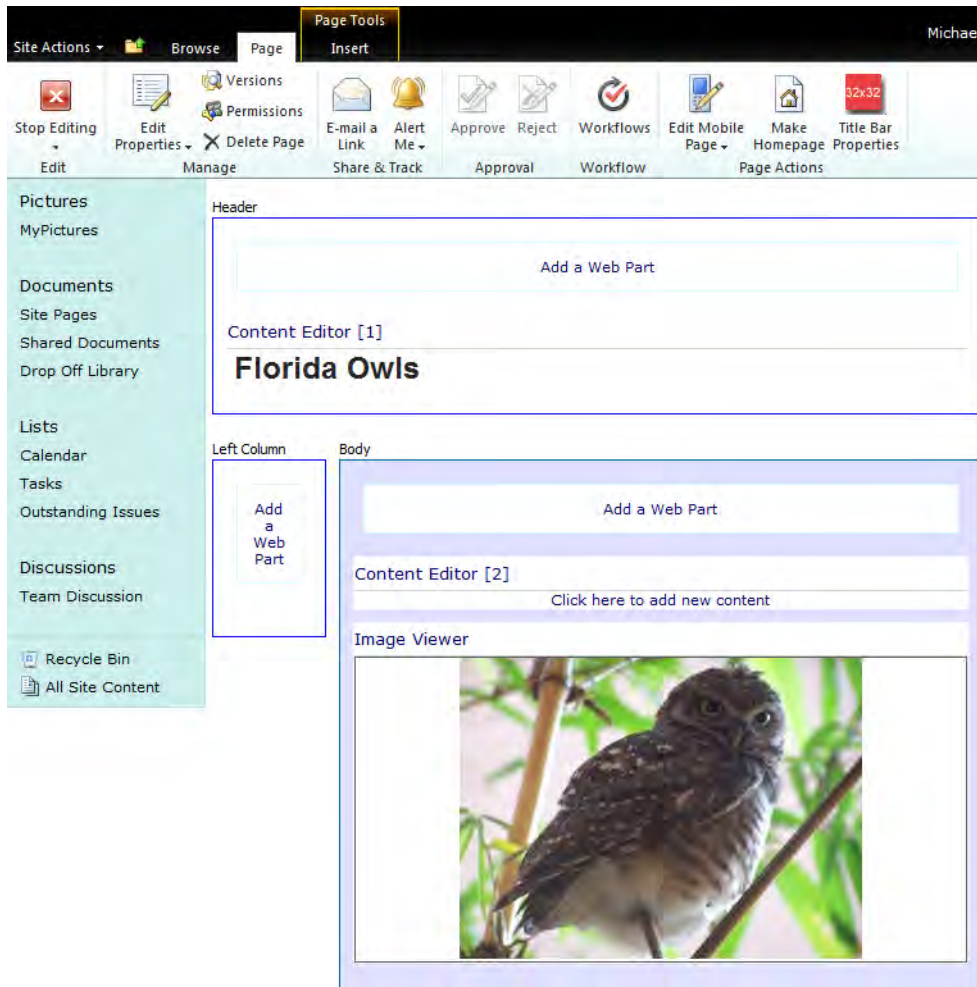 Page Tools
Site Actions Browse Page Insert Michae
Stop Editing
Edit Properties
Versions
Permissions
Delete Page
E-mail a Link
Alert Me
Approve
Reject
Workflows
Edit Mobile Page
Make Homepage
32x32
Title Bar Properties
Edit Manage Share & Track Approval Workflow Page Actions
Pictures
MyPictures
Documents
Site Pages
Shared Documents
Drop Off Library
Lists
Calendar
Tasks
Outstanding Issues
Discussions
Team Discussion
Recycle Bin
All Site Content
Header
Add a Web Part
Content Editor [1]
Florida Owls
Left Column
Add
a
Web
Part
Body
Add a Web Part
Content Editor [2]
Click here to add new content
Image Viewer